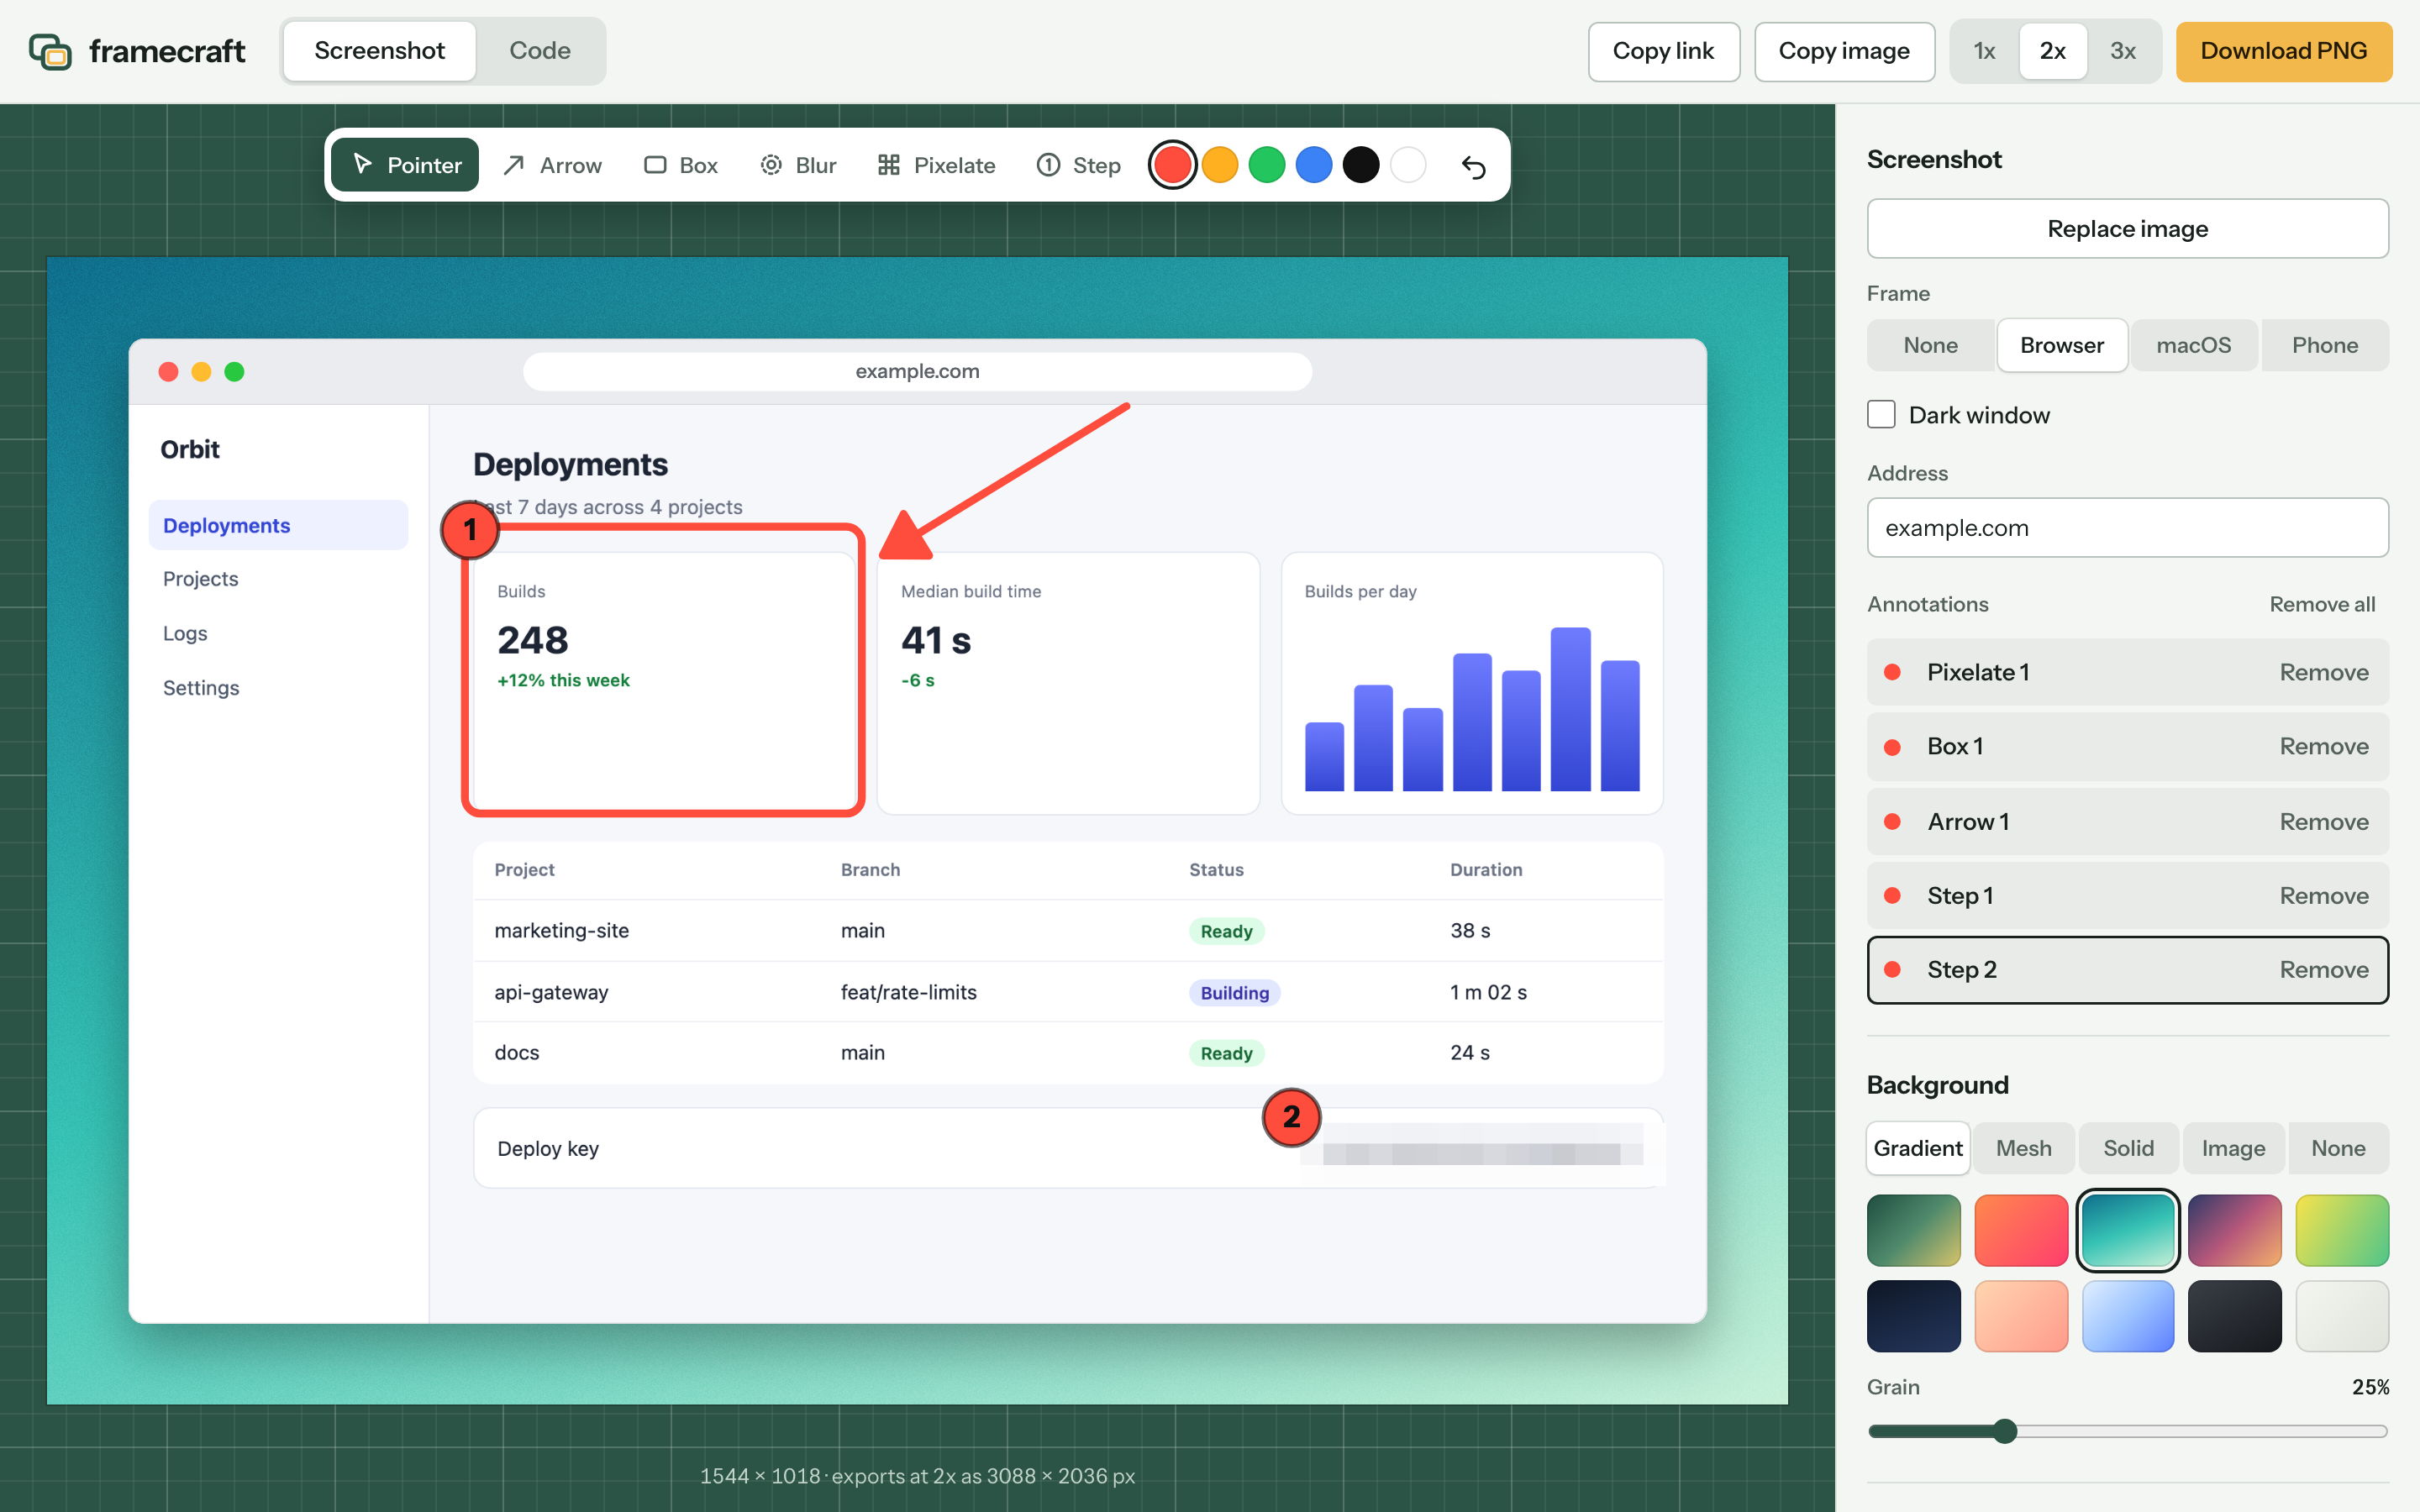 framecraft
Screenshot
Code
Copy link
Copy image
1x
2x
3x
Download PNG
Pointer
Arrow
Box
Blur
Pixelate
1 Step
example.com
Orbit
Deployments
Projects
Logs
Settings
Deployments
ast 7 days across 4 projects
1
Builds
248
+12% this week
Median build time
41 s
-6 s
Builds per day
Project Branch Status Duration
marketing-site main Ready 38 s
api-gateway feat/rate-limits Building 1 m 02 s
docs main Ready 24 s
2
Deploy key
1544 × 1018 · exports at 2x as 3088 × 2036 px
Screenshot
Replace image
Frame
None Browser macOS Phone
Dark window
Address
example.com
Annotations Remove all
Pixelate 1 Remove
Box 1 Remove
Arrow 1 Remove
Step 1 Remove
Step 2 Remove
Background
Gradient Mesh Solid Image None
Grain 25%